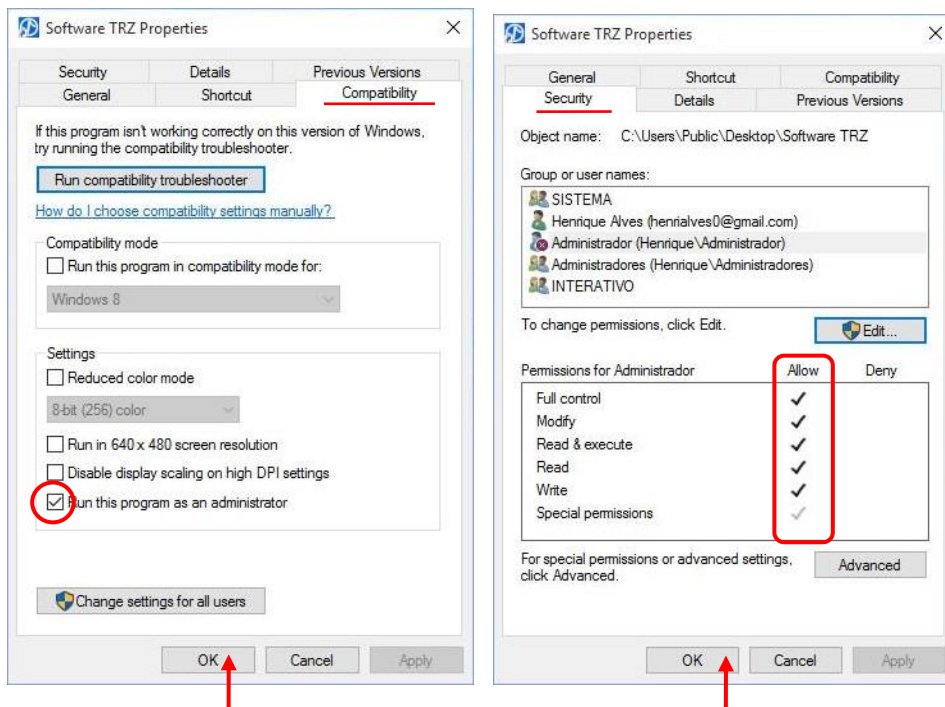 Software TRZ Properties
Security Details Previous Versions
General Shortcut Compatibility
If this program isn't working correctly on this version of Windows,
try running the compatibility troubleshooter.
Run compatibility troubleshooter
How do I choose compatibility settings manually?
Compatibility mode
Run this program in compatibility mode for:
Windows 8
Settings
Reduced color mode
8-bit (256) color
Run in 640 x 480 screen resolution
Disable display scaling on high DPI settings
Run this program as an administrator
Change settings for all users
OK Cancel Apply
Software TRZ Properties
General Shortcut Compatibility
Security Details Previous Versions
Object name: C:\Users\Public\Desktop\Software TRZ
Group or user names:
SISTEMA
Henrique Alves (henrialves0@gmail.com)
Administrador (Henrique\Administrador)
Administradores (Henrique\Administradores)
INTERATIVO
To change permissions, click Edit.
Edit...
Permissions for Administrador Allow Deny
Full control
Modify
Read & execute
Read
Write
Special permissions
For special permissions or advanced settings,
click Advanced.
Advanced
OK Cancel Apply